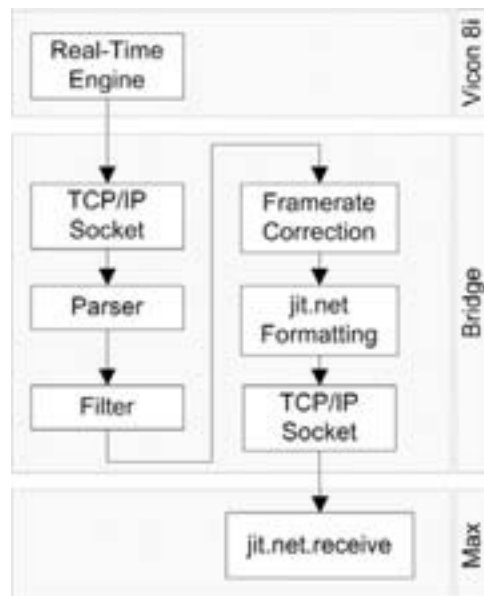 Real-Time
Engine
Vicon 8i
TCP/IP
Socket
Parser
Filter
Framerate
Correction
jit.net
Formatting
TCP/IP
Socket
Bridge
jit.net.receive
Max